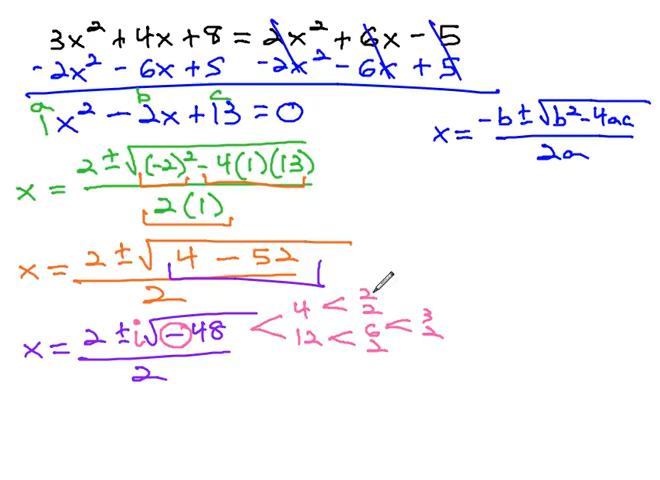 3x² + 4x + 8 = 2x² + 6x - 5
-2x² - 6x + 5 -2x² - 6x + 5
a b c
1x² - 2x + 13 = 0
x = (-b ± √(b² - 4ac)) / 2a
x = (2 ± √((-2)² - 4(1)(13))) / 2(1)
x = (2 ± √(4 - 52)) / 2
x = (2 ± i√(-48)) / 2 < 4 < 2 2
12 < 6 2 < 3 2